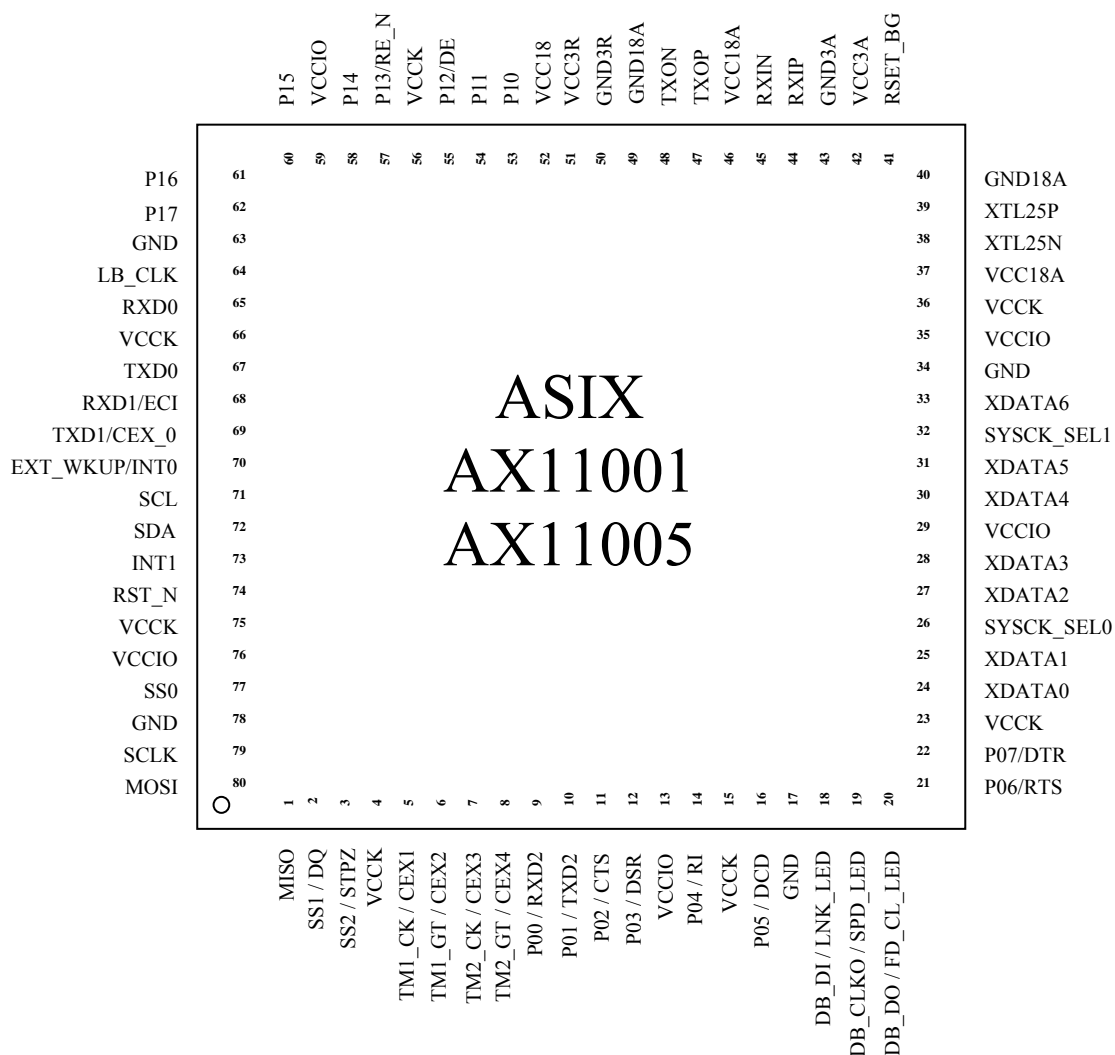 P15
VCCIO
P14
P13/RE_N
VCCK
P12/DE
P11
P10
VCC18
VCC3R
GND3R
GND18A
TXON
TXOP
VCC18A
RXIN
RXIP
GND3A
VCC3A
RSET_BG
60
59
58
57
56
55
54
53
52
51
50
49
48
47
46
45
44
43
42
41
P16 61
P17 62
GND 63
LB_CLK 64
RXD0 65
VCCK 66
TXD0 67
RXD1/ECI 68
TXD1/CEX_0 69
EXT_WKUP/INT0 70
SCL 71
SDA 72
INT1 73
RST_N 74
VCCK 75
VCCIO 76
SS0 77
GND 78
SCLK 79
MOSI 80
ASIX
AX11001
AX11005
40 GND18A
39 XTL25P
38 XTL25N
37 VCC18A
36 VCCK
35 VCCIO
34 GND
33 XDATA6
32 SYSCK_SEL1
31 XDATA5
30 XDATA4
29 VCCIO
28 XDATA3
27 XDATA2
26 SYSCK_SEL0
25 XDATA1
24 XDATA0
23 VCCK
22 P07/DTR
21 P06/RTS
1
2
3
4
5
6
7
8
9
10
11
12
13
14
15
16
17
18
19
20
MISO
SS1 / DQ
SS2 / STPZ
VCCK
TM1_CK / CEX1
TM1_GT / CEX2
TM2_CK / CEX3
TM2_GT / CEX4
P00 / RXD2
P01 / TXD2
P02 / CTS
P03 / DSR
VCCIO
P04 / RI
VCCK
P05 / DCD
GND
DB_DI / LNK_LED
DB_CLKO / SPD_LED
DB_DO / FD_CL_LED